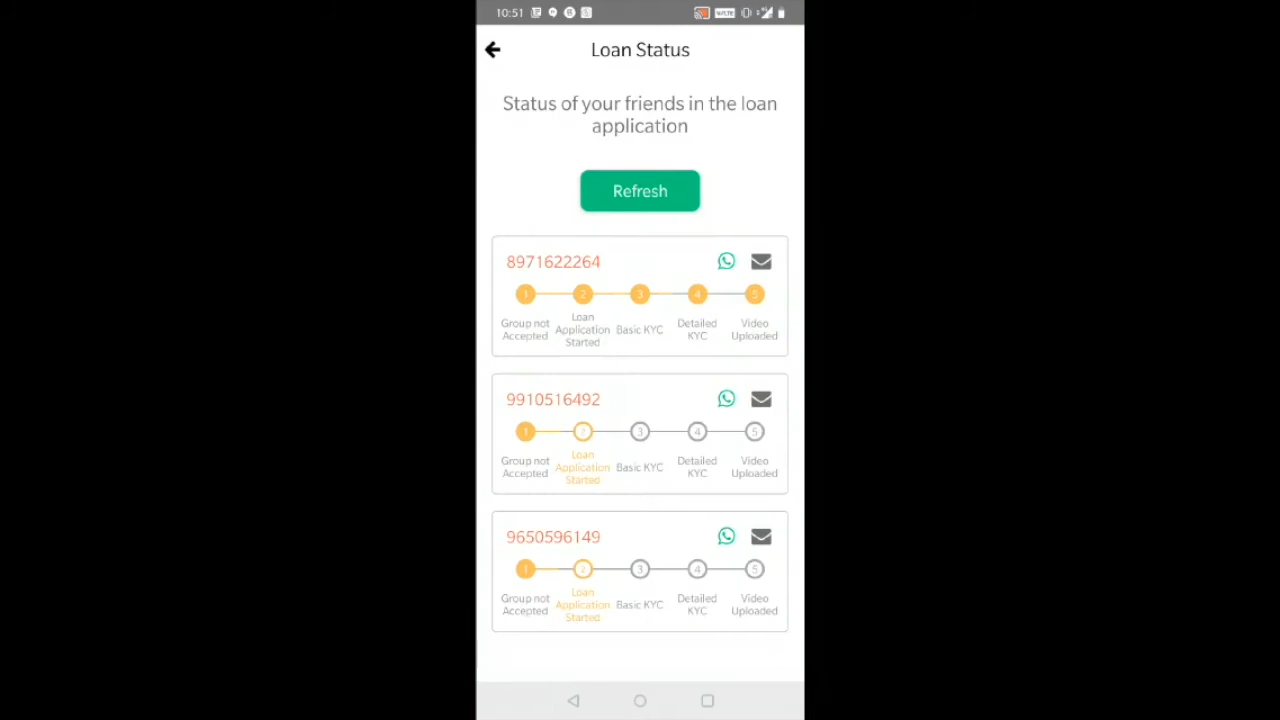 10:51
VoLTE
Loan Status
Status of your friends in the loan
application
Refresh
8971622264
1 2 3 4 5
Group not Accepted
Loan Application Started
Basic KYC
Detailed KYC
Video Uploaded
9910516492
1 2 3 4 5
Group not Accepted
Loan Application Started
Basic KYC
Detailed KYC
Video Uploaded
9650596149
1 2 3 4 5
Group not Accepted
Loan Application Started
Basic KYC
Detailed KYC
Video Uploaded